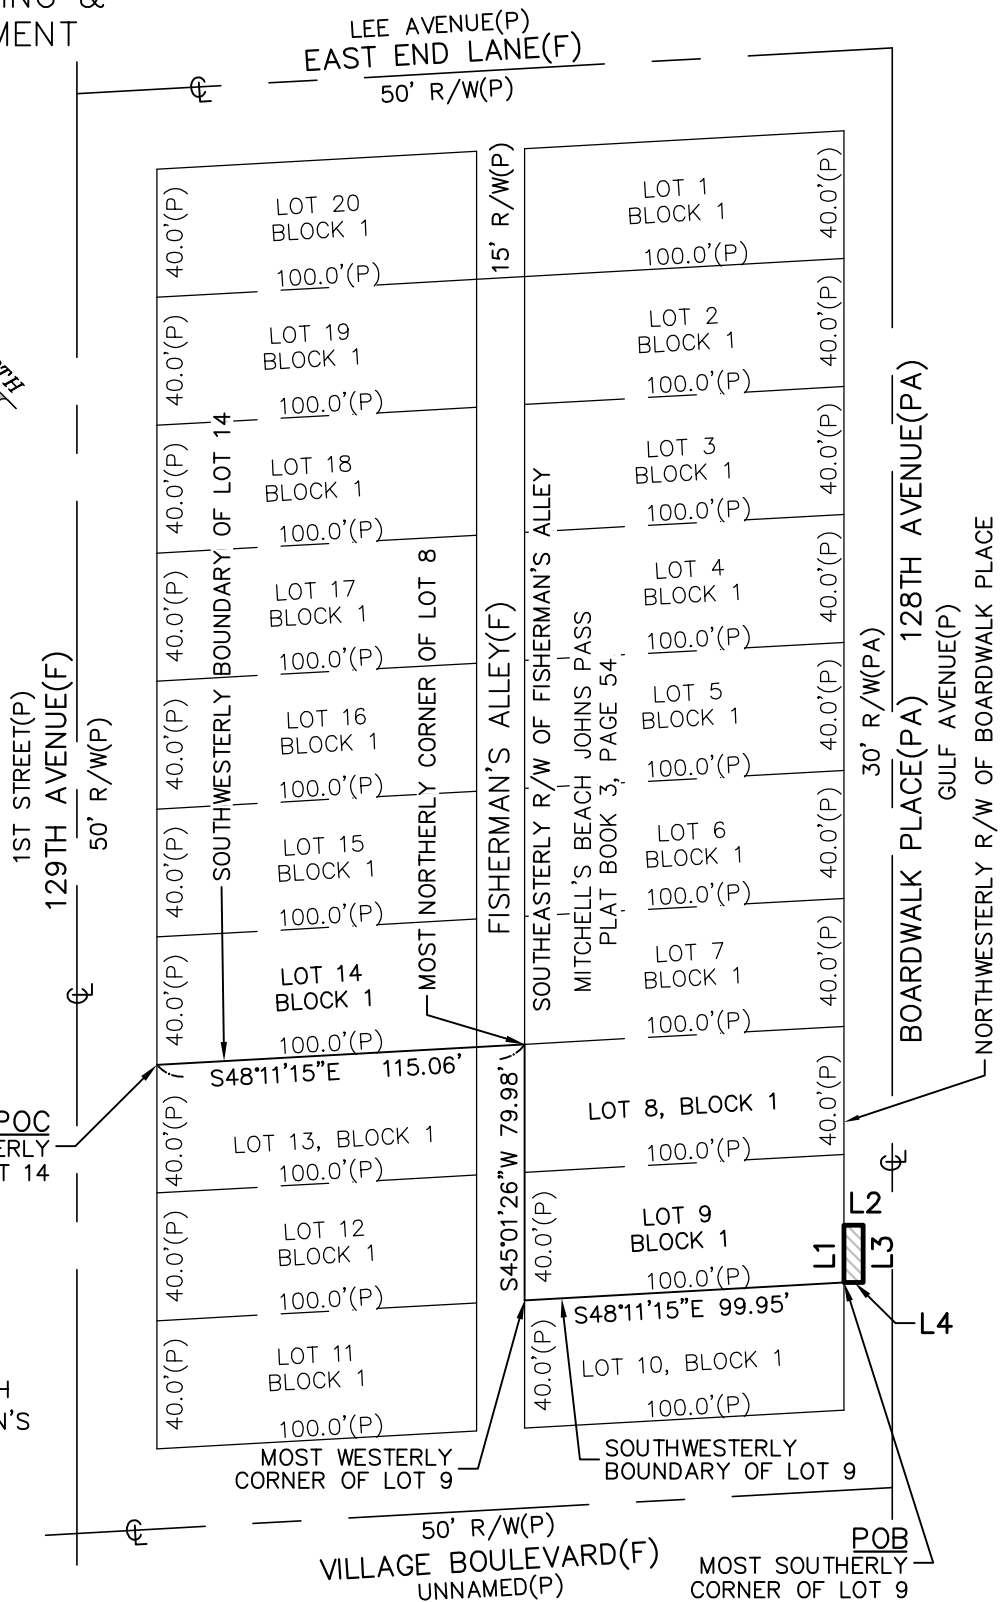 MENT
LEE AVENUE(P)
EAST END LANE(F)
50' R/W(P)
℄
15' R/W(P)
LOT 20
BLOCK 1
40.0'(P)
100.0'(P)
LOT 1
BLOCK 1
40.0'(P)
100.0'(P)
LOT 19
BLOCK 1
40.0'(P)
100.0'(P)
LOT 2
BLOCK 1
40.0'(P)
100.0'(P)
LOT 18
BLOCK 1
40.0'(P)
100.0'(P)
LOT 3
BLOCK 1
40.0'(P)
100.0'(P)
LOT 17
BLOCK 1
40.0'(P)
100.0'(P)
LOT 4
BLOCK 1
40.0'(P)
100.0'(P)
LOT 16
BLOCK 1
40.0'(P)
100.0'(P)
LOT 5
BLOCK 1
40.0'(P)
100.0'(P)
LOT 15
BLOCK 1
40.0'(P)
100.0'(P)
LOT 6
BLOCK 1
40.0'(P)
100.0'(P)
LOT 14
BLOCK 1
40.0'(P)
100.0'(P)
LOT 7
BLOCK 1
40.0'(P)
100.0'(P)
SOUTHWESTERLY BOUNDARY OF LOT 14
MOST NORTHERLY CORNER OF LOT 8
FISHERMAN'S ALLEY(F)
SOUTHEASTERLY R/W OF FISHERMAN'S ALLEY
MITCHELL'S BEACH JOHNS PASS
PLAT BOOK 3, PAGE 54
1ST STREET(P)
129TH AVENUE(F)
50' R/W(P)
℄
30' R/W(PA)
BOARDWALK PLACE(PA) 128TH AVENUE(PA)
GULF AVENUE(P)
NORTHWESTERLY R/W OF BOARDWALK PLACE
S48°11'15"E 115.06'
POC
ERLY
T 14
LOT 13, BLOCK 1
40.0'(P)
100.0'(P)
S45°01'26"W 79.98'
LOT 8, BLOCK 1
40.0'(P)
100.0'(P)
℄
LOT 12
BLOCK 1
40.0'(P)
100.0'(P)
LOT 9
BLOCK 1
40.0'(P)
100.0'(P)
L2
L1
L3
L4
S48°11'15"E 99.95'
LOT 11
BLOCK 1
40.0'(P)
100.0'(P)
LOT 10, BLOCK 1
40.0'(P)
100.0'(P)
H
N'S
MOST WESTERLY
CORNER OF LOT 9
SOUTHWESTERLY
BOUNDARY OF LOT 9
℄
50' R/W(P)
VILLAGE BOULEVARD(F)
UNNAMED(P)
POB
MOST SOUTHERLY
CORNER OF LOT 9